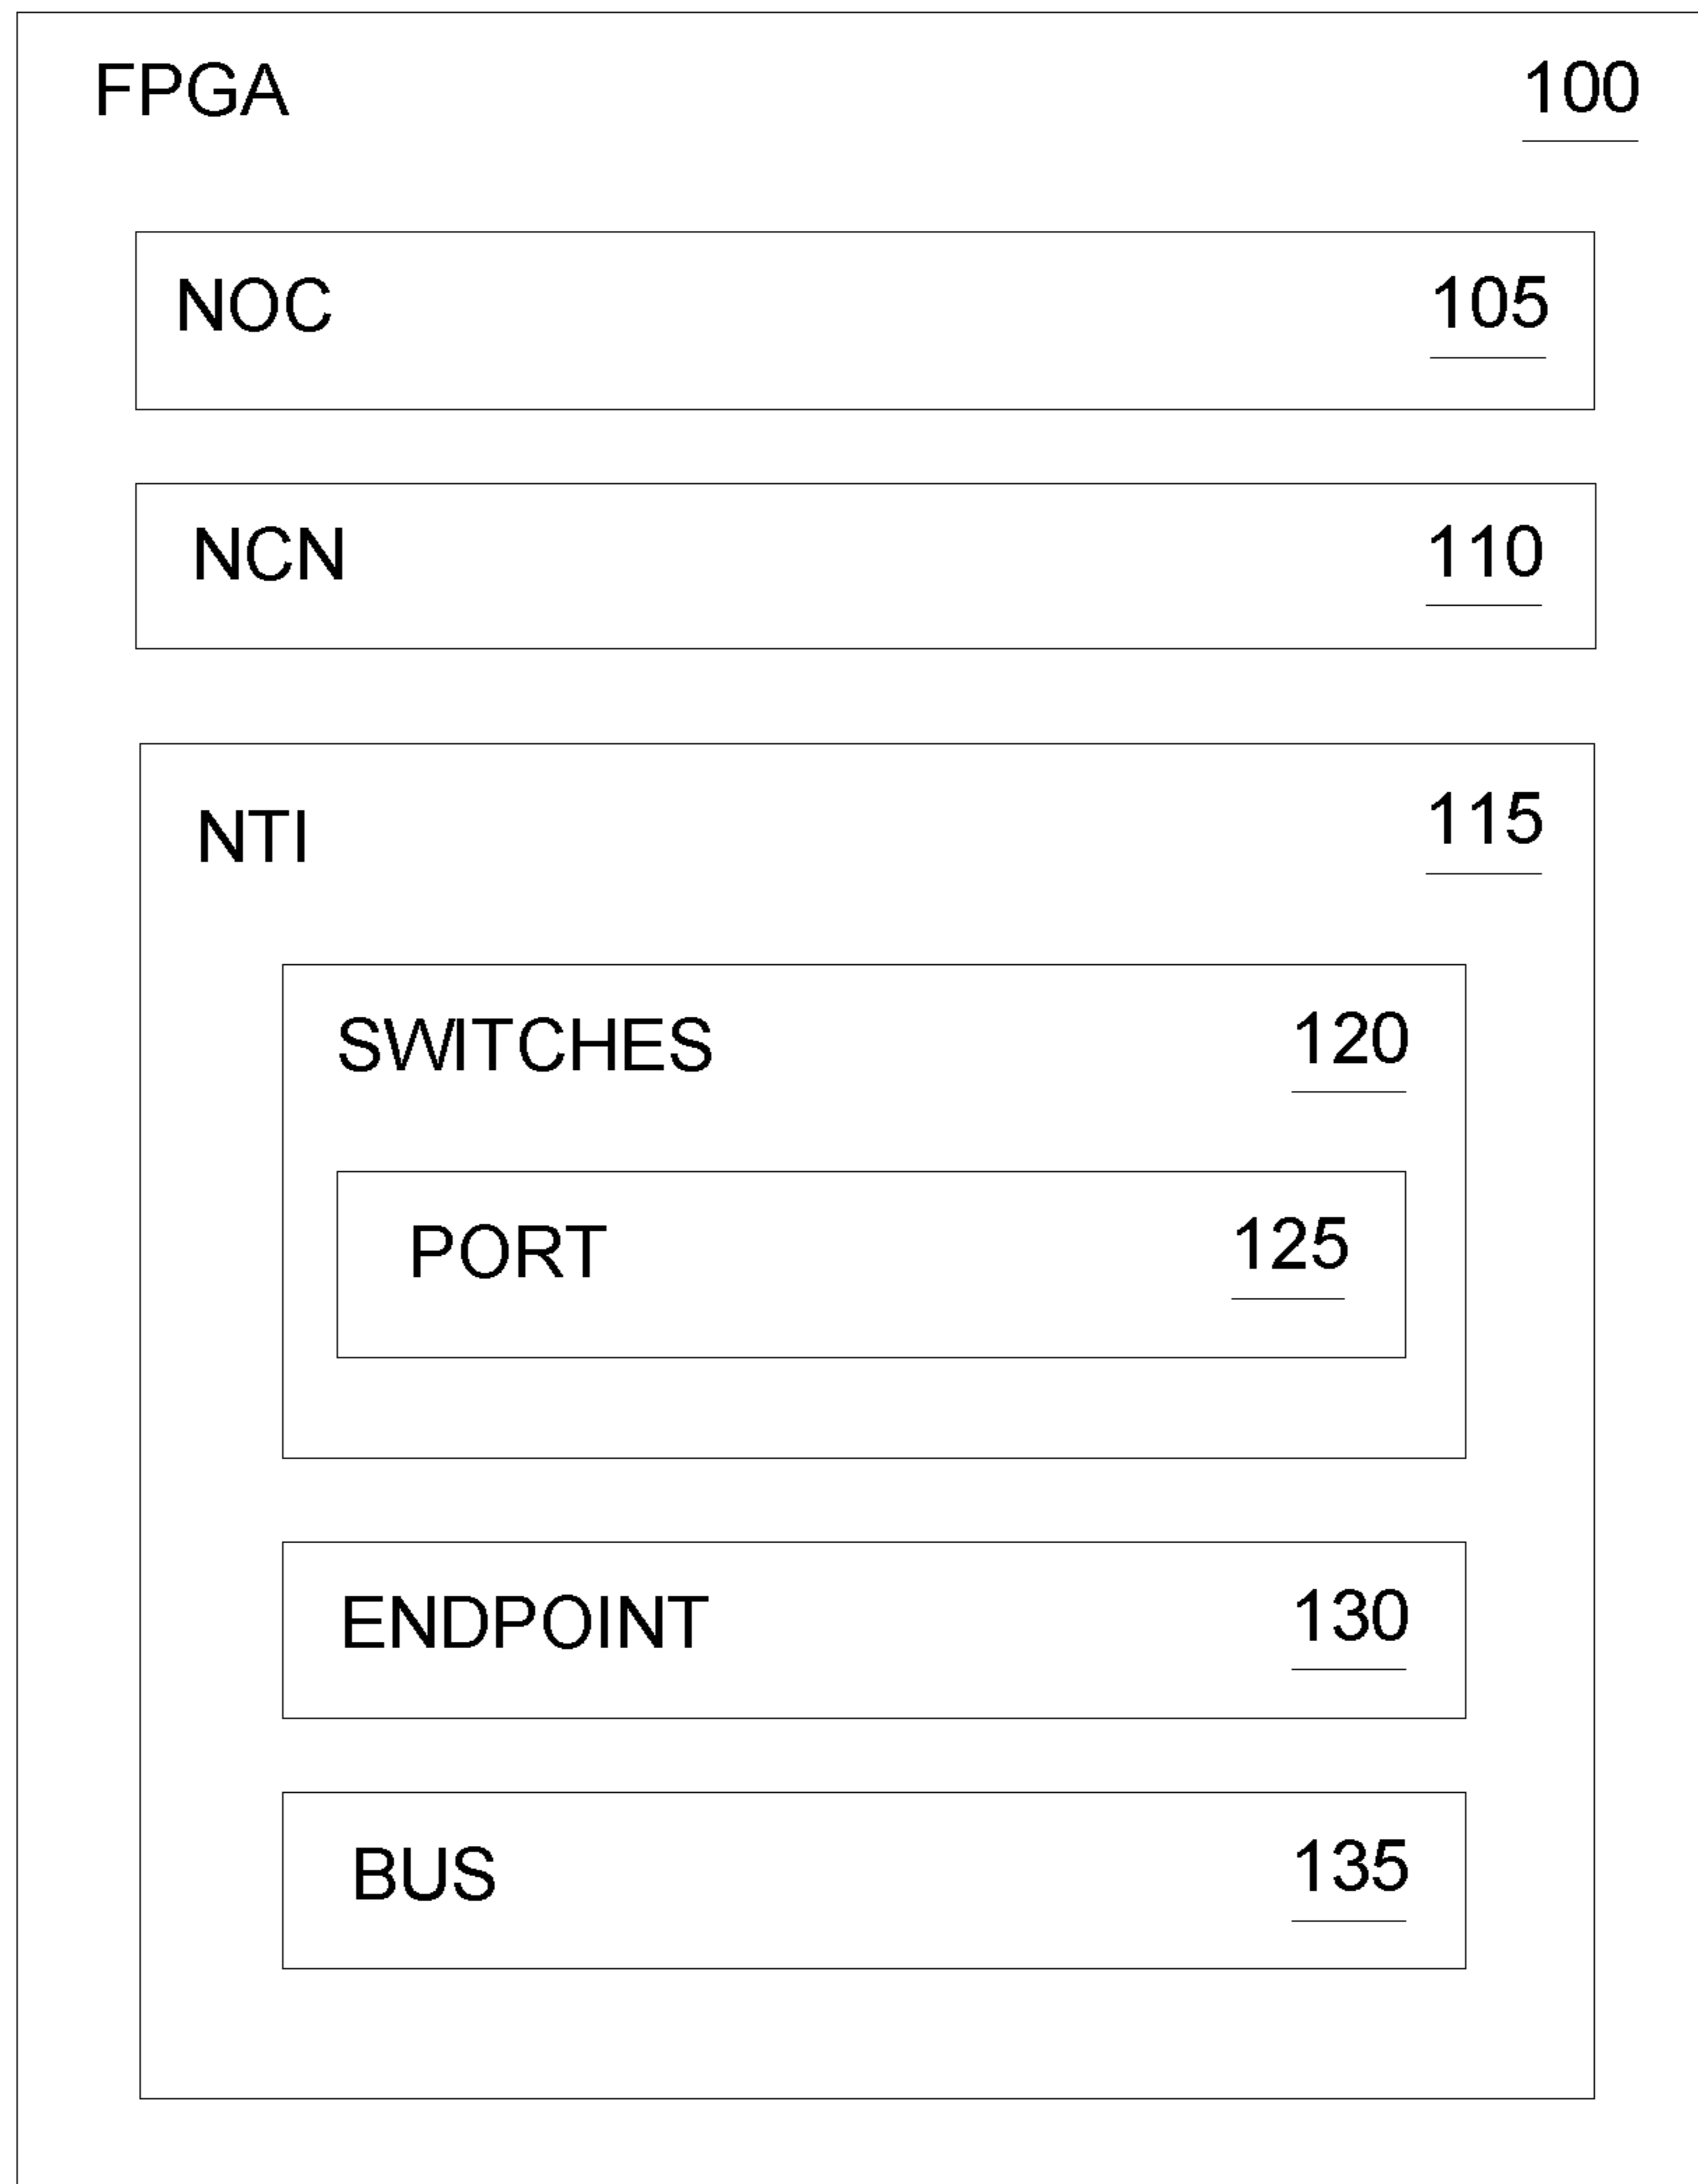 FPGA 100
NOC 105
NCN 110
NTI 115
SWITCHES 120
PORT 125
ENDPOINT 130
BUS 135